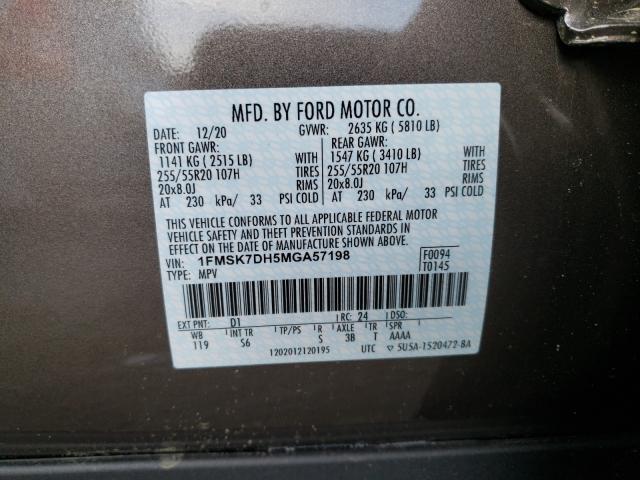 MFD. BY FORD MOTOR CO.
DATE: 12/20 GVWR: 2635 KG ( 5810 LB)
FRONT GAWR: REAR GAWR:
1141 KG ( 2515 LB) WITH 1547 KG ( 3410 LB) WITH
255/55R20 107H TIRES 255/55R20 107H TIRES
20x8.0J RIMS 20x8.0J RIMS
AT 230 kPa/ 33 PSI COLD AT 230 kPa/ 33 PSI COLD
THIS VEHICLE CONFORMS TO ALL APPLICABLE FEDERAL MOTOR
VEHICLE SAFETY AND THEFT PREVENTION STANDARDS IN
EFFECT ON THE DATE OF MANUFACTURE SHOWN ABOVE.
VIN: 1FMSK7DH5MGA57198 F0094
TYPE: MPV T0145
EXT PNT: D1 RC: 24 DSO:
WB INT TR TP/PS R AXLE TR SPR
119 S6 S 3B T AAAA
1202012120195 UTC 5U5A-1520472-BA